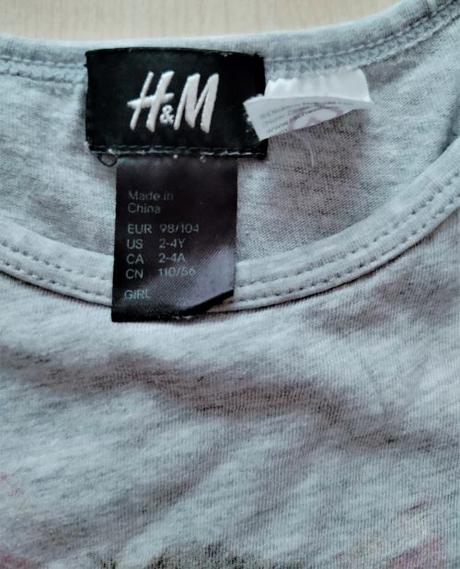 H&M
Made in
China
EUR 98/104
US 2-4Y
CA 2-4A
CN 110/56
GIRL